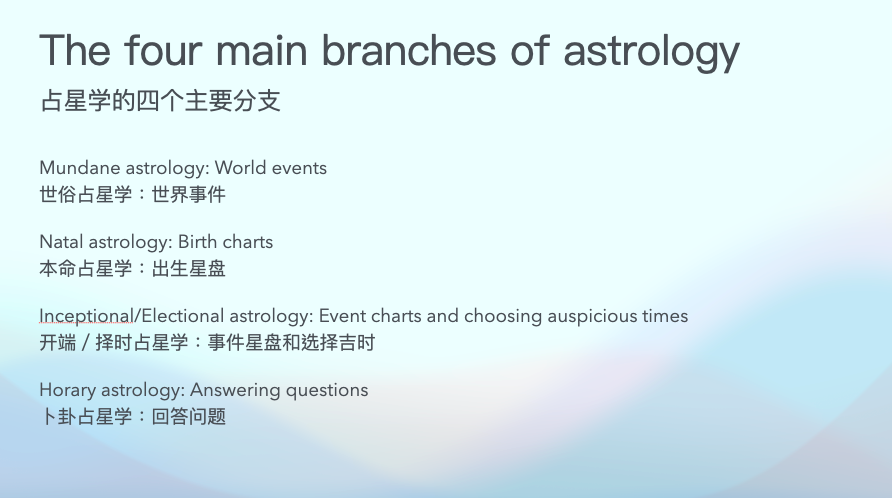 The four main branches of astrology
占星学的四个主要分支
Mundane astrology: World events
世俗占星学：世界事件
Natal astrology: Birth charts
本命占星学：出生星盘
Inceptional/Electional astrology: Event charts and choosing auspicious times
开端 / 择时占星学：事件星盘和选择吉时
Horary astrology: Answering questions
卜卦占星学：回答问题